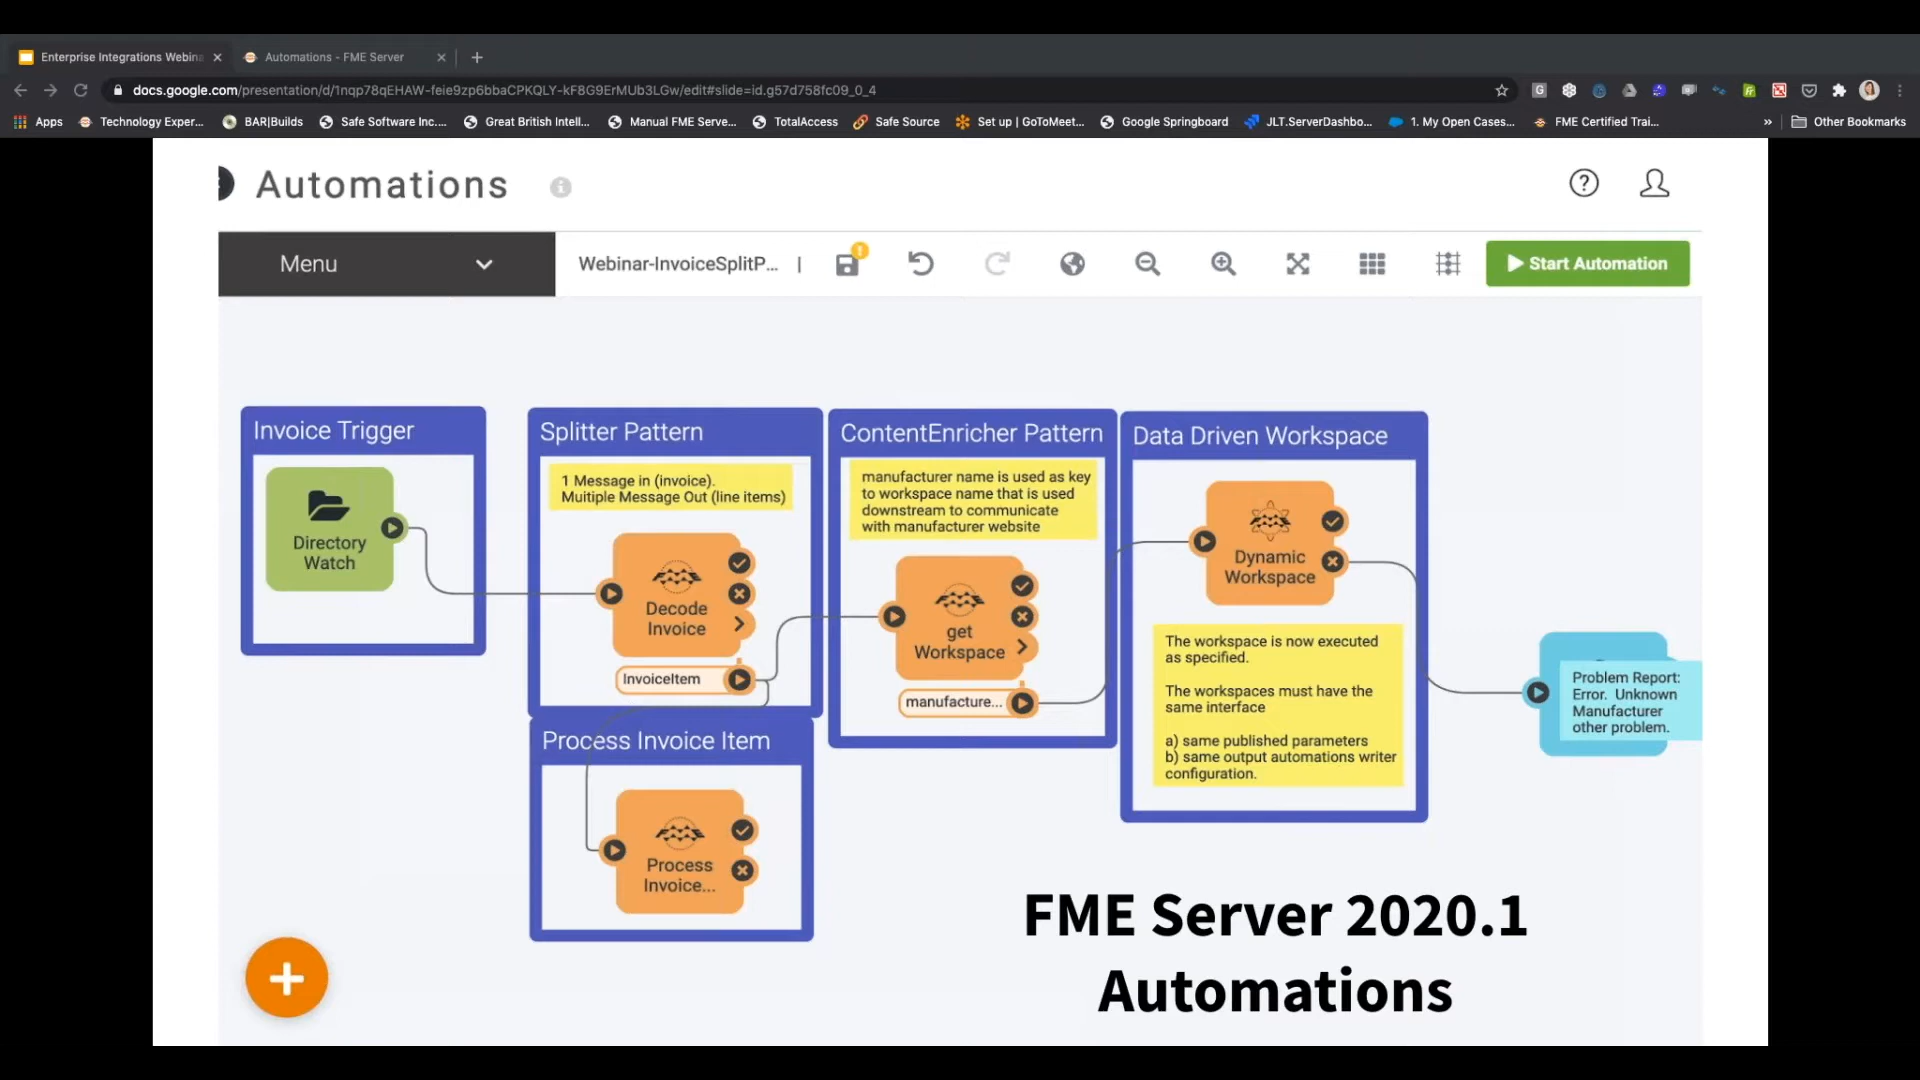 Enterprise Integrations Webina
Automations - FME Server
docs.google.com/presentation/d/1nqp78qEHAW-feie9zp6bbaCPKQLY-kF8G9ErMUb3LGw/edit#slide=id.g57d758fc09_0_4
Apps
Technology Exper...
BAR|Builds
Safe Software Inc....
Great British Intell...
Manual FME Serve...
TotalAccess
Safe Source
Set up | GoToMeet...
Google Springboard
JLT.ServerDashbo...
1. My Open Cases...
FME Certified Trai...
»
Other Bookmarks
Automations
Menu
Webinar-InvoiceSplitP... |
Start Automation
Invoice Trigger
Directory
Watch
Splitter Pattern
1 Message in (invoice).
Muitiple Message Out (line items)
Decode
Invoice
InvoiceItem
Process Invoice Item
Process
Invoice...
ContentEnricher Pattern
manufacturer name is used as key
to workspace name that is used
downstream to communicate
with manufacturer website
get
Workspace
manufacture...
Data Driven Workspace
Dynamic
Workspace
The workspace is now executed
as specified.
The workspaces must have the
same interface
a) same published parameters
b) same output automations writer
configuration.
Problem Report:
Error. Unknown
Manufacturer
other problem.
FME Server 2020.1
Automations